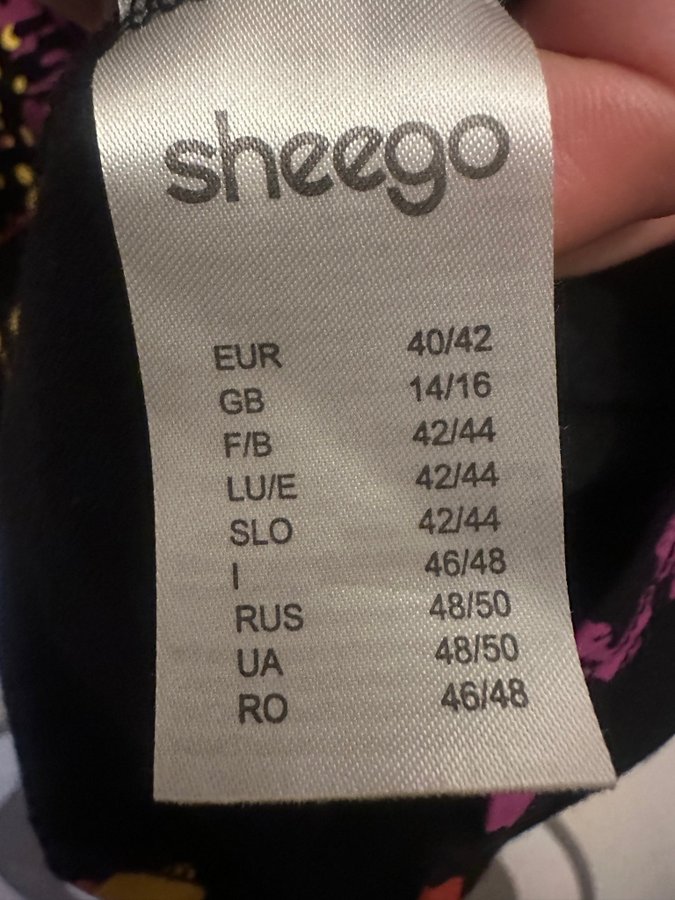 sheego
EUR 40/42
GB 14/16
F/B 42/44
LU/E 42/44
SLO 42/44
I 46/48
RUS 48/50
UA 48/50
RO 46/48